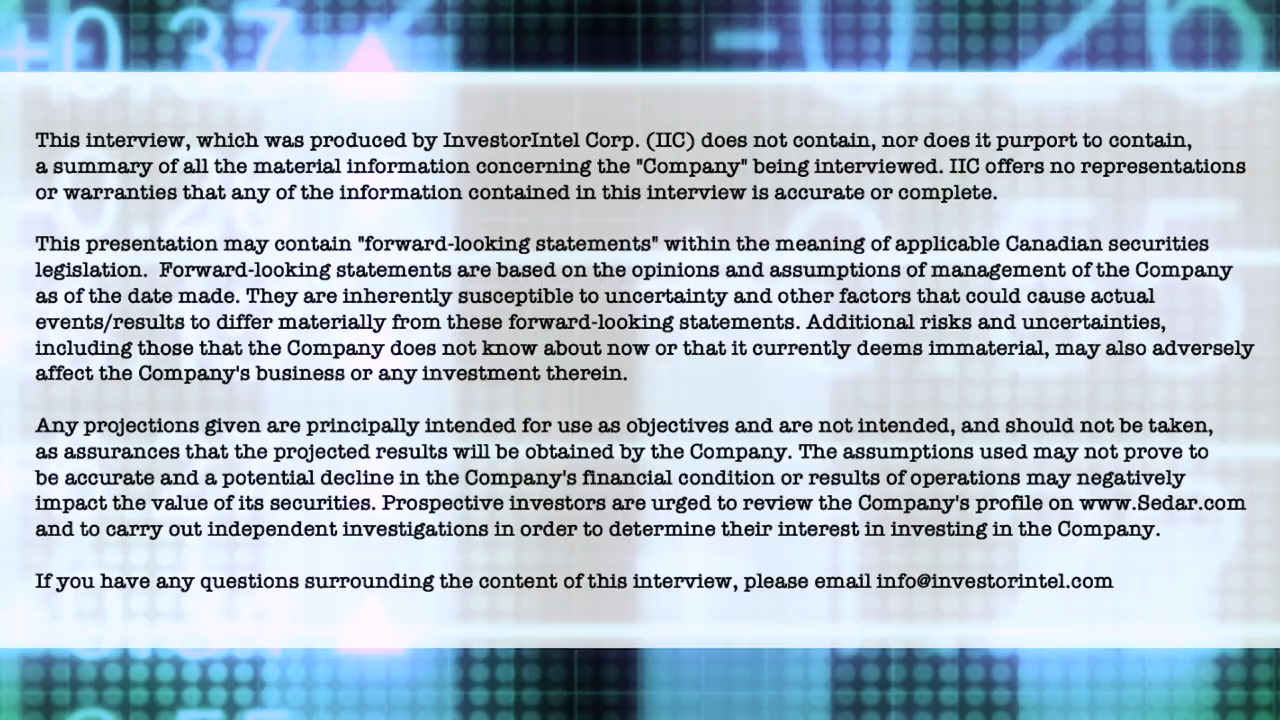 +0.37
-0.26
This interview, which was produced by InvestorIntel Corp. (IIC) does not contain, nor does it purport to contain,
a summary of all the material information concerning the "Company" being interviewed. IIC offers no representations
or warranties that any of the information contained in this interview is accurate or complete.
This presentation may contain "forward-looking statements" within the meaning of applicable Canadian securities
legislation.  Forward-looking statements are based on the opinions and assumptions of management of the Company
as of the date made. They are inherently susceptible to uncertainty and other factors that could cause actual
events/results to differ materially from these forward-looking statements. Additional risks and uncertainties,
including those that the Company does not know about now or that it currently deems immaterial, may also adversely
affect the Company's business or any investment therein.
Any projections given are principally intended for use as objectives and are not intended, and should not be taken,
as assurances that the projected results will be obtained by the Company. The assumptions used may not prove to
be accurate and a potential decline in the Company's financial condition or results of operations may negatively
impact the value of its securities. Prospective investors are urged to review the Company's profile on www.Sedar.com
and to carry out independent investigations in order to determine their interest in investing in the Company.
If you have any questions surrounding the content of this interview, please email info@investorintel.com